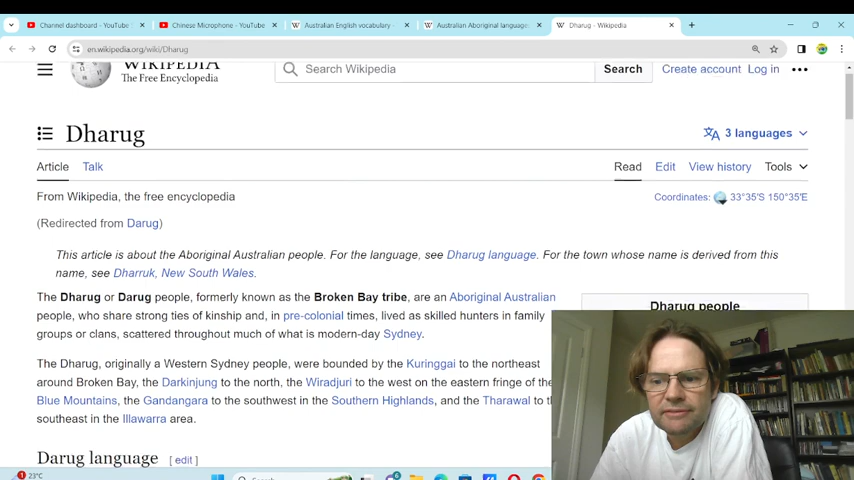 Channel dashboard - YouTube
Chinese Microphone - YouTube
Australian English vocabulary -
Australian Aboriginal language
Dharug - Wikipedia
en.wikipedia.org/wiki/Dharug
WIKIPEDIA
The Free Encyclopedia
Search Wikipedia
Search
Create account Log in
Dharug
3 languages
Article Talk
Read Edit View history Tools
From Wikipedia, the free encyclopedia
Coordinates: 33°35′S 150°35′E
(Redirected from Darug)
This article is about the Aboriginal Australian people. For the language, see Dharug language. For the town whose name is derived from this
name, see Dharruk, New South Wales.
The Dharug or Darug people, formerly known as the Broken Bay tribe, are an Aboriginal Australian
people, who share strong ties of kinship and, in pre-colonial times, lived as skilled hunters in family
groups or clans, scattered throughout much of what is modern-day Sydney.
Dharug people
The Dharug, originally a Western Sydney people, were bounded by the Kuringgai to the northeast
around Broken Bay, the Darkinjung to the north, the Wiradjuri to the west on the eastern fringe of the
Blue Mountains, the Gandangara to the southwest in the Southern Highlands, and the Tharawal to th
southeast in the Illawarra area.
Darug language [ edit ]
1
23°C
Search
6